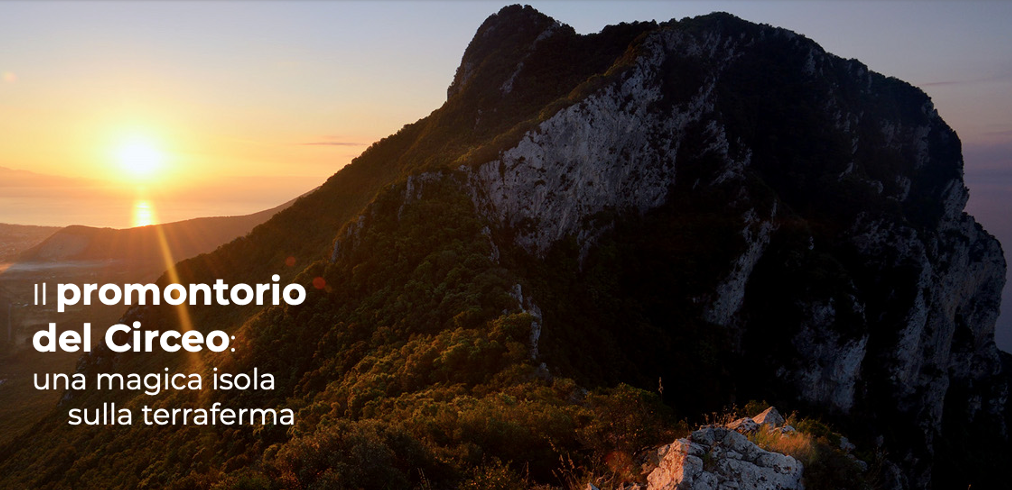 Il promontorio
del Circeo:
una magica isola
sulla terraferma